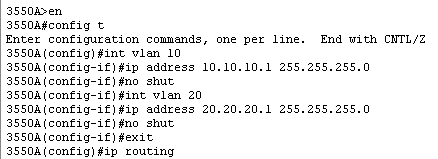 3550A>en
3550A#config t
Enter configuration commands, one per line.  End with CNTL/Z
3550A(config)#int vlan 10
3550A(config-if)#ip address 10.10.10.1 255.255.255.0
3550A(config-if)#no shut
3550A(config-if)#int vlan 20
3550A(config-if)#ip address 20.20.20.1 255.255.255.0
3550A(config-if)#no shut
3550A(config-if)#exit
3550A(config)#ip routing